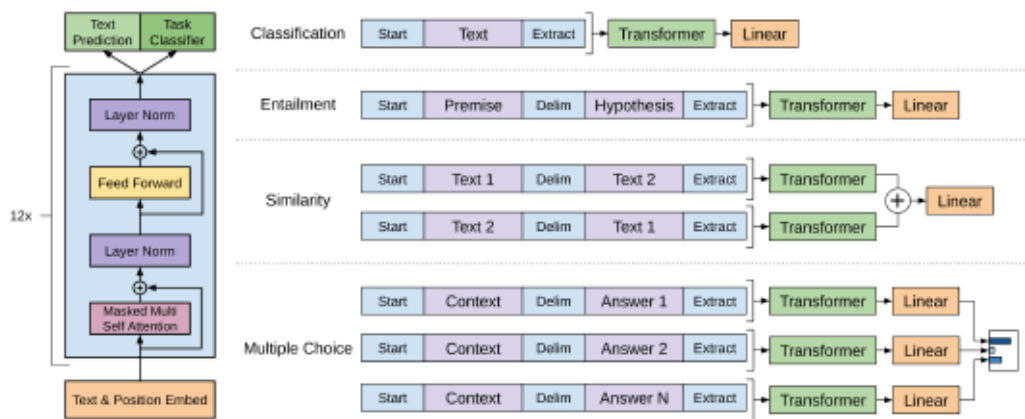 Text
Prediction
Task
Classifier
12x
Layer Norm
Feed Forward
Layer Norm
Masked Multi
Self Attention
Text & Position Embed
Classification
Start Text Extract Transformer Linear
Entailment
Start Premise Delim Hypothesis Extract Transformer Linear
Similarity
Start Text 1 Delim Text 2 Extract Transformer
Linear
Start Text 2 Delim Text 1 Extract Transformer
Multiple Choice
Start Context Delim Answer 1 Extract Transformer Linear
Start Context Delim Answer 2 Extract Transformer Linear
Start Context Delim Answer N Extract Transformer Linear